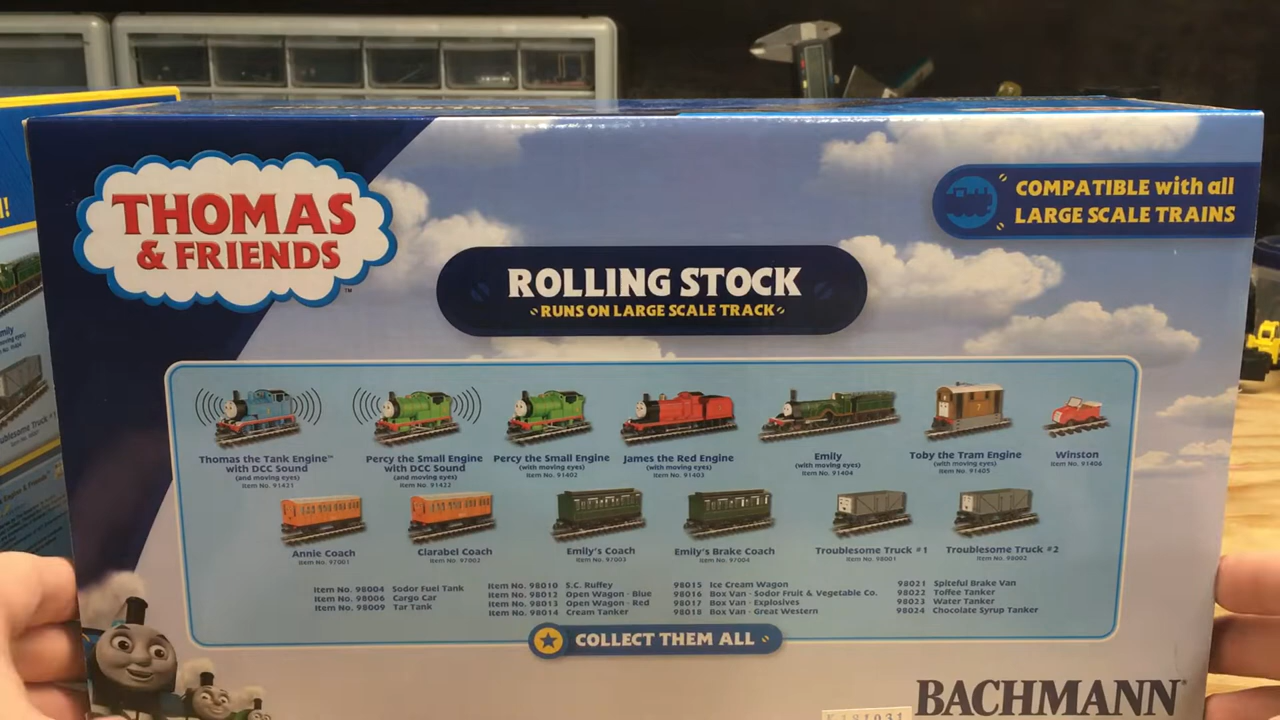 THOMAS
& FRIENDS
™
COMPATIBLE with all
LARGE SCALE TRAINS
ROLLING STOCK
RUNS ON LARGE SCALE TRACK
Thomas the Tank Engine™
with DCC Sound
(and moving eyes)
Item No. 91421
Percy the Small Engine
with DCC Sound
(and moving eyes)
Item No. 91422
Percy the Small Engine
(with moving eyes)
Item No. 91402
James the Red Engine
(with moving eyes)
Item No. 91403
Emily
(with moving eyes)
Item No. 91404
Toby the Tram Engine
(with moving eyes)
Item No. 91405
Winston
Item No. 91406
Annie Coach
Item No. 97001
Clarabel Coach
Item No. 97002
Emily's Coach
Item No. 97003
Emily's Brake Coach
Item No. 97004
Troublesome Truck #1
Item No. 98001
Troublesome Truck #2
Item No. 98002
Item No. 98004 Sodor Fuel Tank
Item No. 98006 Cargo Car
Item No. 98009 Tar Tank
Item No. 98010 S.C. Ruffey
Item No. 98012 Open Wagon - Blue
Item No. 98013 Open Wagon - Red
Item No. 98014 Cream Tanker
98015 Ice Cream Wagon
98016 Box Van - Sodor Fruit & Vegetable Co.
98017 Box Van - Explosives
98018 Box Van - Great Western
98021 Spiteful Brake Van
98022 Toffee Tanker
98023 Water Tanker
98024 Chocolate Syrup Tanker
COLLECT THEM ALL
BACHMANN®